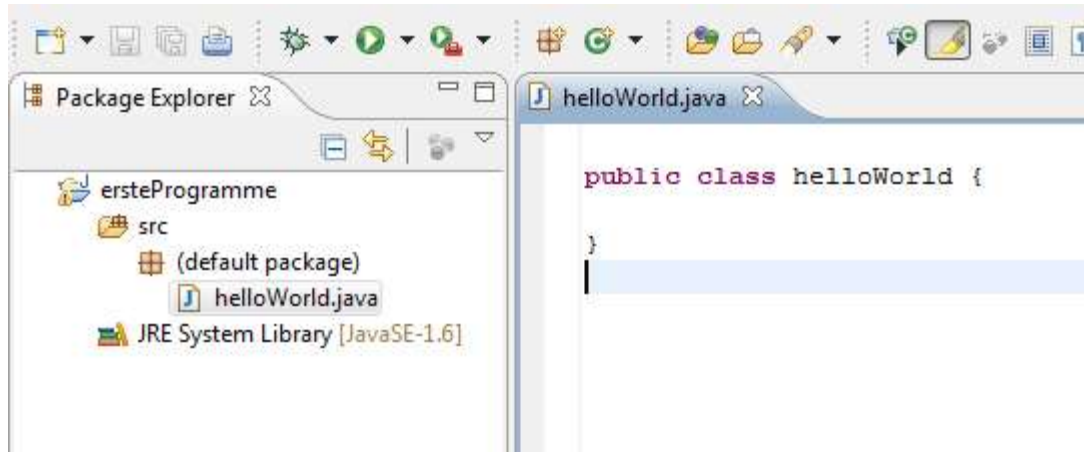 Package Explorer
ersteProgramme
src
(default package)
helloWorld.java
JRE System Library [JavaSE-1.6]
helloWorld.java
public class helloWorld {
}